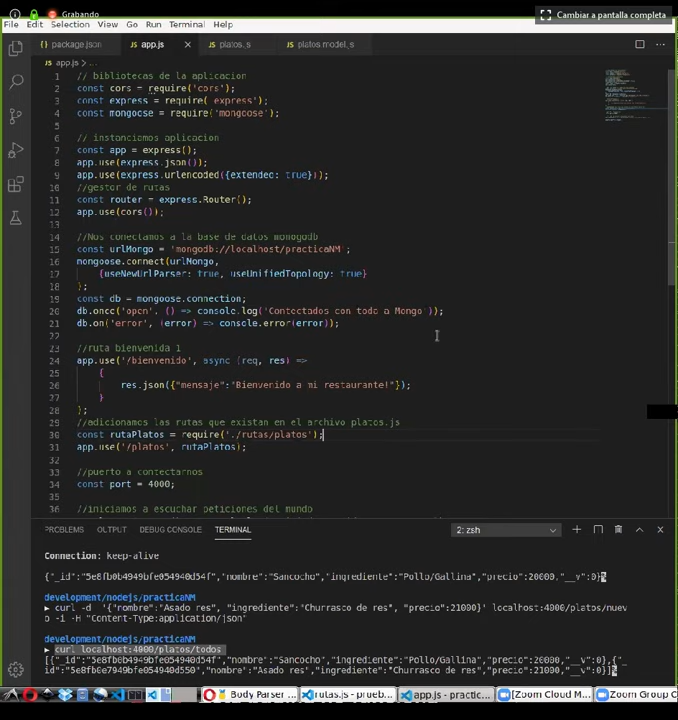 Grabando
Cambiar a pantalla completa
File Edit Selection View Go Run Terminal Help
package.json app.js platos.js platos model.js
app.js > ...
1 // bibliotecas de la aplicacion
2 const cors = require('cors');
3 const express = require('express');
4 const mongoose = require('mongoose');
5
6 // instanciamos aplicacion
7 const app = express();
8 app.use(express.json());
9 app.use(express.urlencoded({extended: true}));
10 //gestor de rutas
11 const router = express.Router();
12 app.use(cors());
13
14 //Nos conectamos a la base de datos monogodb
15 const urlMongo = 'mongodb://localhost/practicaNM';
16 mongoose.connect(urlMongo,
17 {useNewUrlParser: true, useUnifiedTopology: true}
18 );
19 const db = mongoose.connection;
20 db.once('open', () => console.log('Contectados con todo a Mongo'));
21 db.on('error', (error) => console.error(error));
22
23 //ruta bienvenida 1
24 app.use('/bienvenido', async (req, res) =>
25 {
26 res.json({"mensaje":"Bienvenido a mi restaurante!"});
27 }
28 );
29 //adicionamos las rutas que existan en el archivo platos.js
30 const rutaPlatos = require('./rutas/platos');
31 app.use('/platos', rutaPlatos);
32
33 //puerto a contectarnos
34 const port = 4000;
35
36 //iniciamos a escuchar peticiones del mundo
PROBLEMS OUTPUT DEBUG CONSOLE TERMINAL 2: zsh
Connection: keep-alive
{"_id":"5e8fb0b4949bfe054940d54f","nombre":"Sancocho","ingrediente":"Pollo/Gallina","precio":20000,"__v":0}%
development/nodejs/practicaNM
▸ curl -d '{"nombre":"Asado res", "ingrediente":"Churrasco de res", "precio":21000}' localhost:4000/platos/nuev
o -i -H "Content-Type:application/json"
development/nodejs/practicaNM
▸ curl localhost:4000/platos/todos
[{"_id":"5e8fb0b4949bfe054940d54f","nombre":"Sancocho","ingrediente":"Pollo/Gallina","precio":20000,"__v":0},{"_
id":"5e8fb6e7949bfe054940d550","nombre":"Asado res","ingrediente":"Churrasco de res","precio":21000,"__v":0}]%
Body Parser ... rutas.js - prueb... app.js - practic... [Zoom Cloud M... [Zoom Group C